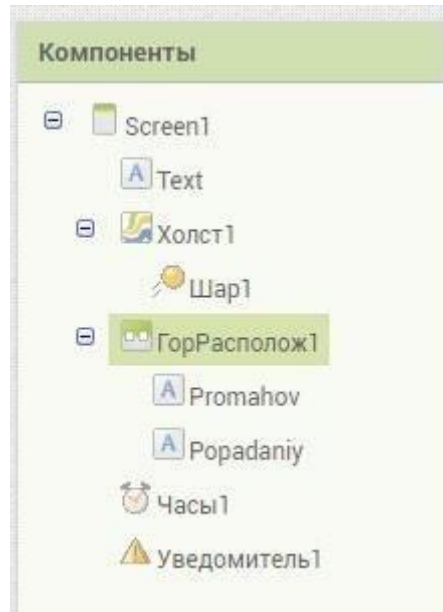 Компоненты
Screen1
Text
Холст1
Шар1
ГорРасполож1
Promahov
Popadaniy
Часы1
Уведомитель1